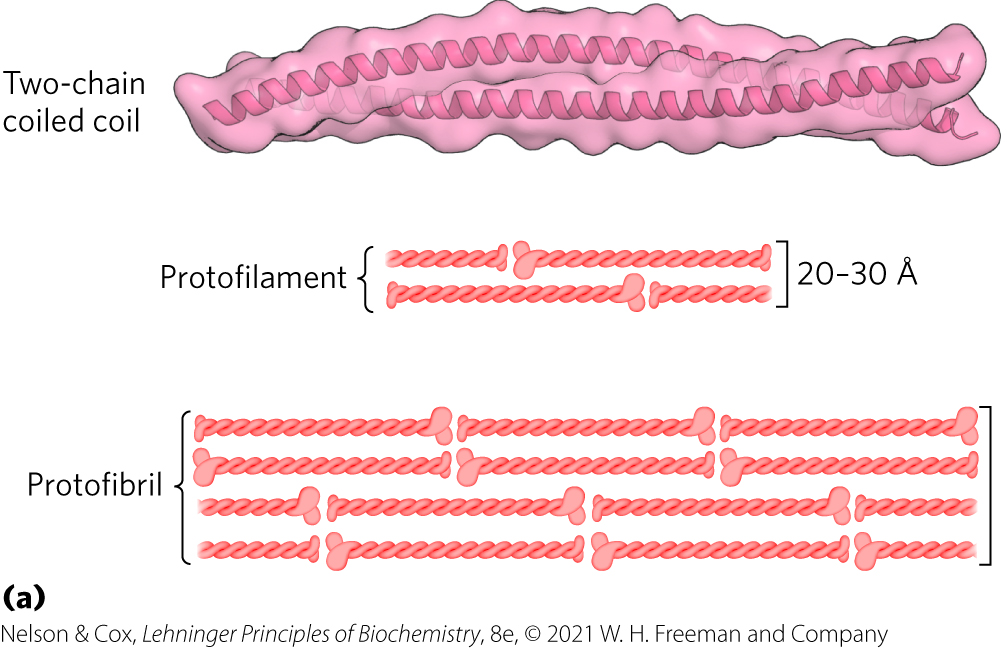 Two-chain
coiled coil
Protofilament
20–30 Å
Protofibril
(a)
Nelson & Cox, Lehninger Principles of Biochemistry, 8e, © 2021 W. H. Freeman and Company